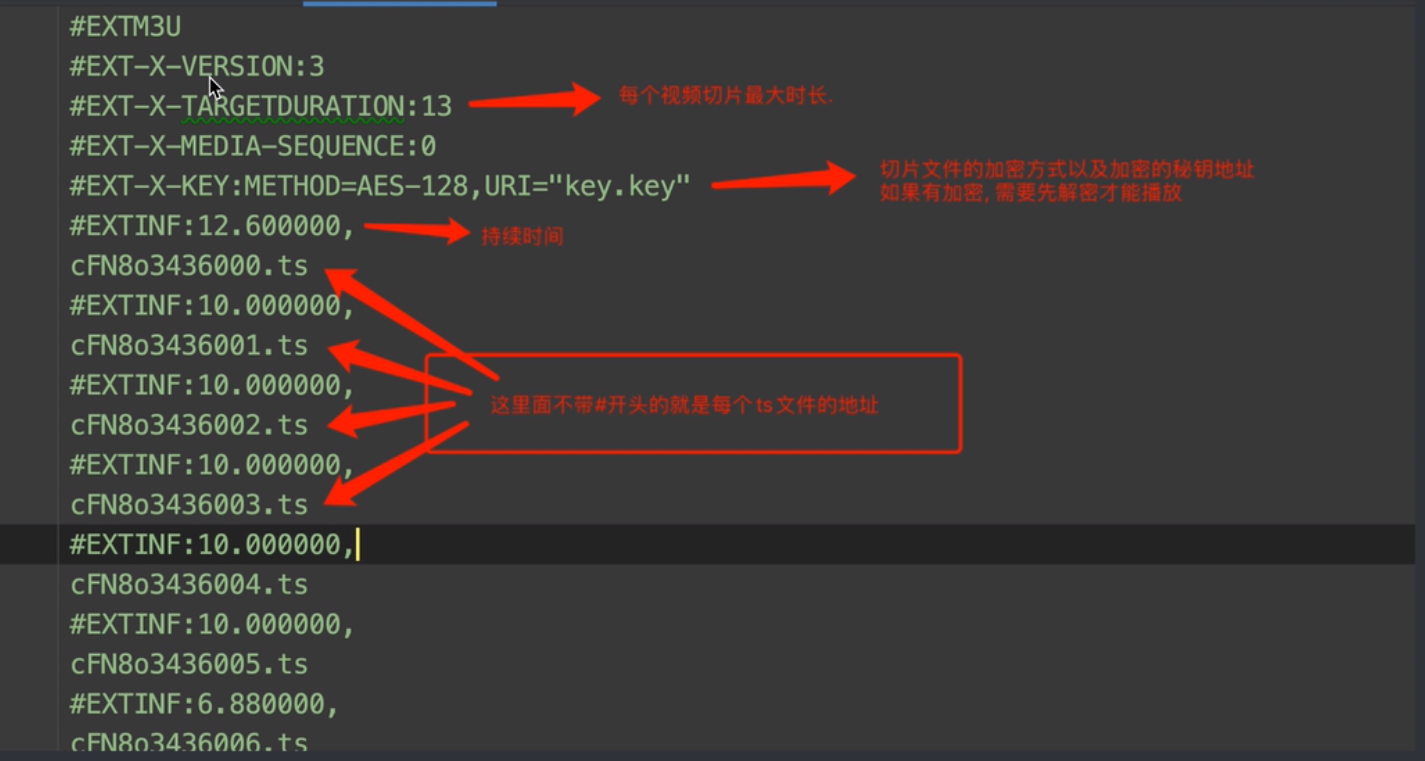 #EXTM3U
#EXT-X-VERSION:3
#EXT-X-TARGETDURATION:13
每个视频切片最大时长.
#EXT-X-MEDIA-SEQUENCE:0
#EXT-X-KEY:METHOD=AES-128,URI="key.key"
切片文件的加密方式以及加密的秘钥地址
如果有加密, 需要先解密才能播放
#EXTINF:12.600000,
持续时间
cFN8o3436000.ts
#EXTINF:10.000000,
cFN8o3436001.ts
#EXTINF:10.000000,
这里面不带#开头的就是每个ts文件的地址
cFN8o3436002.ts
#EXTINF:10.000000,
cFN8o3436003.ts
#EXTINF:10.000000,
cFN8o3436004.ts
#EXTINF:10.000000,
cFN8o3436005.ts
#EXTINF:6.880000,
cFN8o3436006.ts